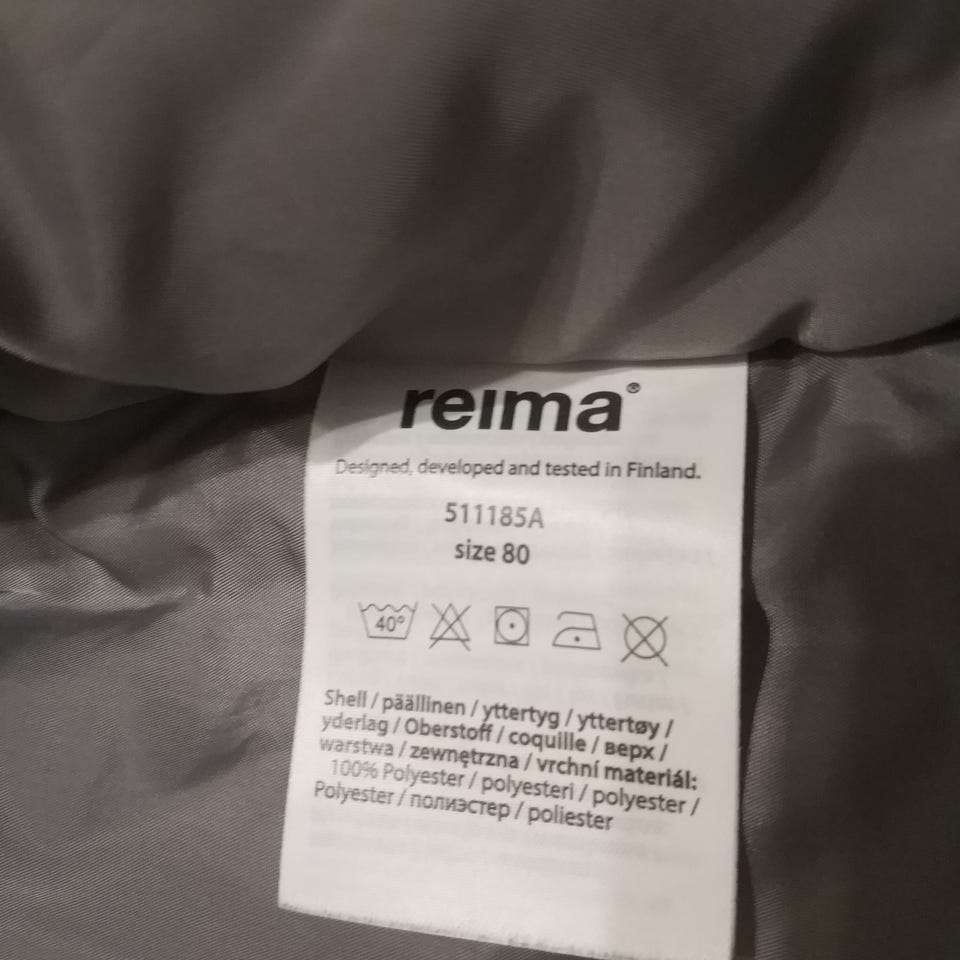 reima®
Designed, developed and tested in Finland.
511185A
size 80
40°
Shell / päällinen / yttertyg / yttertøy /
yderlag / Oberstoff / coquille / верх /
warstwa / zewnętrzna / vrchní materiál:
100% Polyester / polyesteri / polyester /
Polyester / полиэстер / poliester